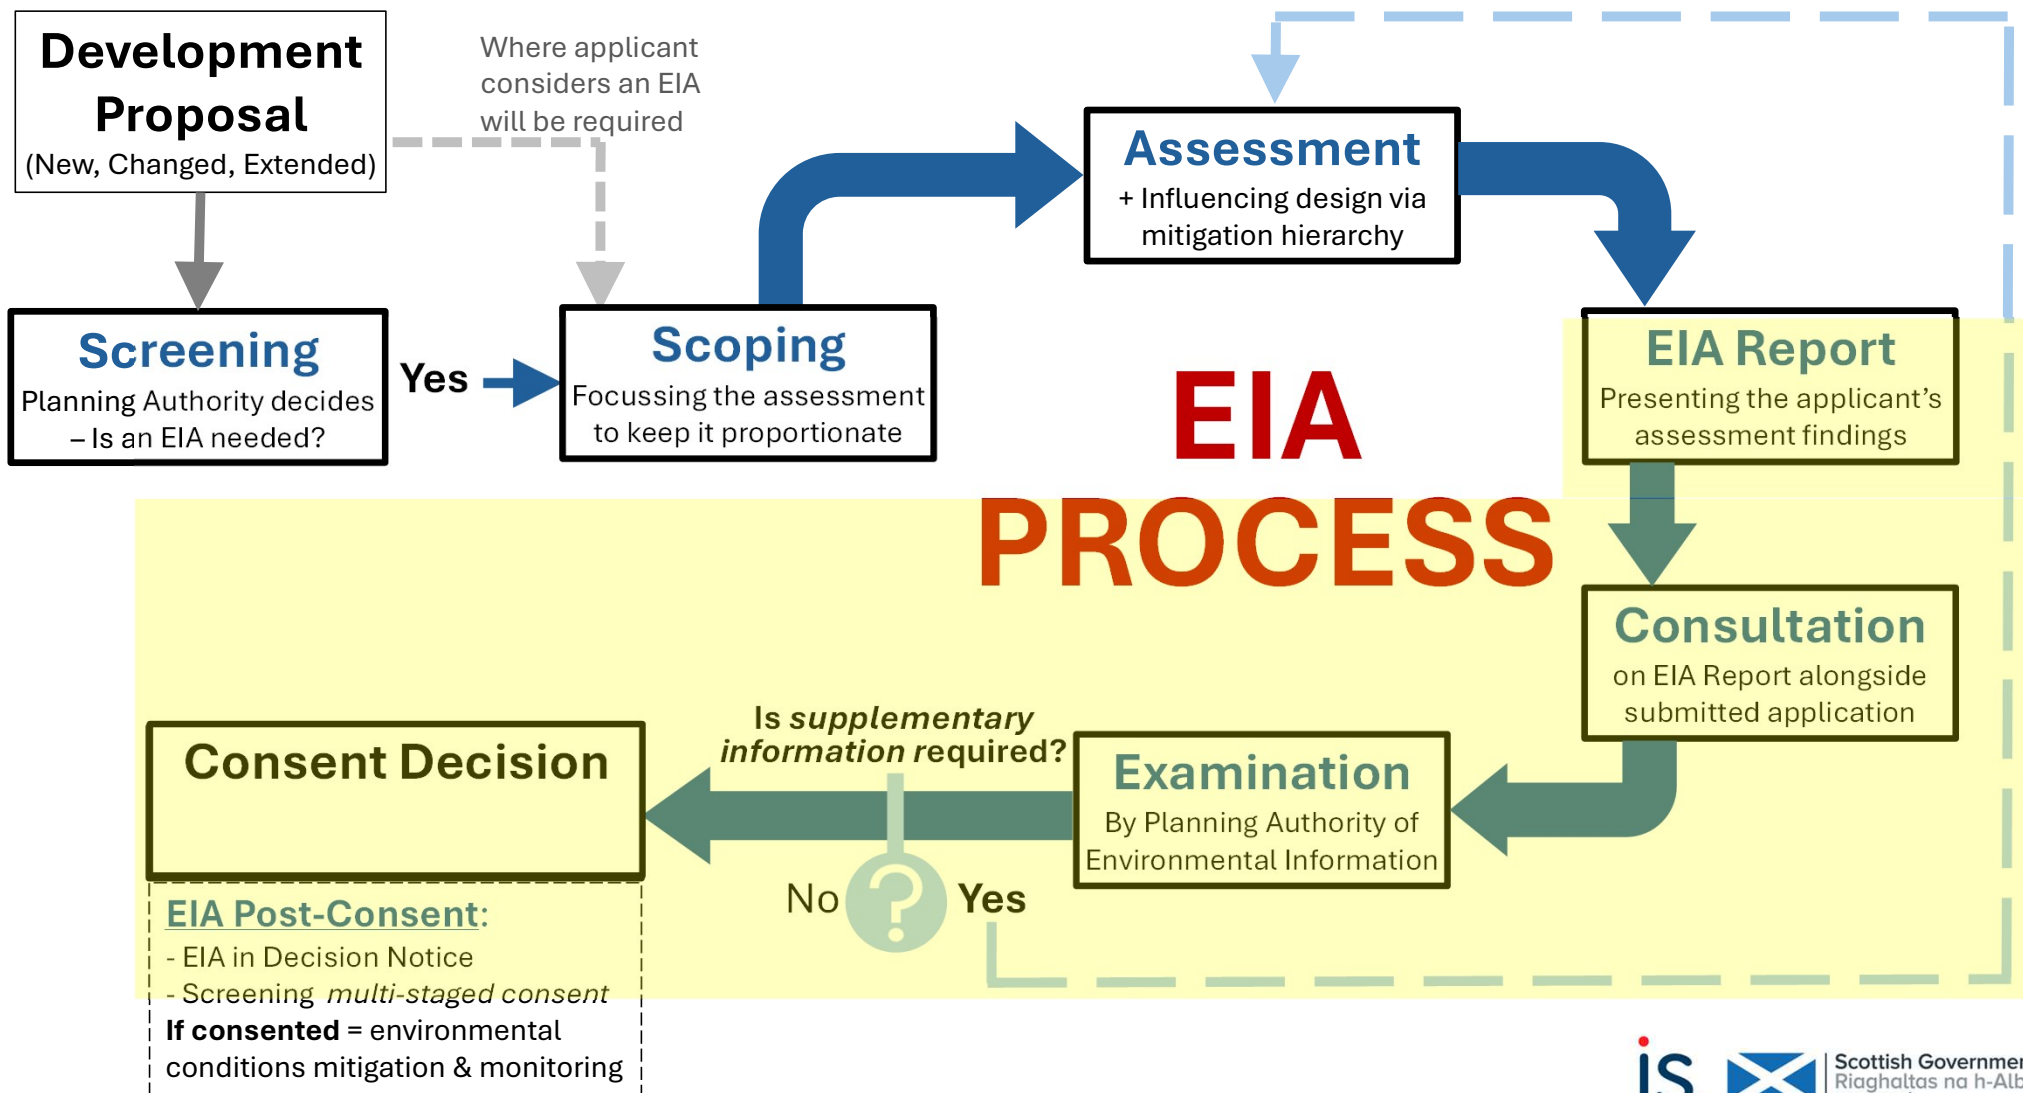 Development
Proposal
(New, Changed, Extended)
Where applicant
considers an EIA
will be required
Screening
Planning Authority decides
– Is an EIA needed?
Yes
Scoping
Focussing the assessment
to keep it proportionate
Assessment
+ Influencing design via
mitigation hierarchy
EIA Report
Presenting the applicant’s
assessment findings
EIA
PROCESS
Consultation
on EIA Report alongside
submitted application
Examination
By Planning Authority of
Environmental Information
Is supplementary
information required?
No
?
Yes
Consent Decision
EIA Post-Consent:
- EIA in Decision Notice
- Screening multi-staged consent
If consented = environmental
conditions mitigation & monitoring
is
Scottish Governme
Riaghaltas na h-Alb